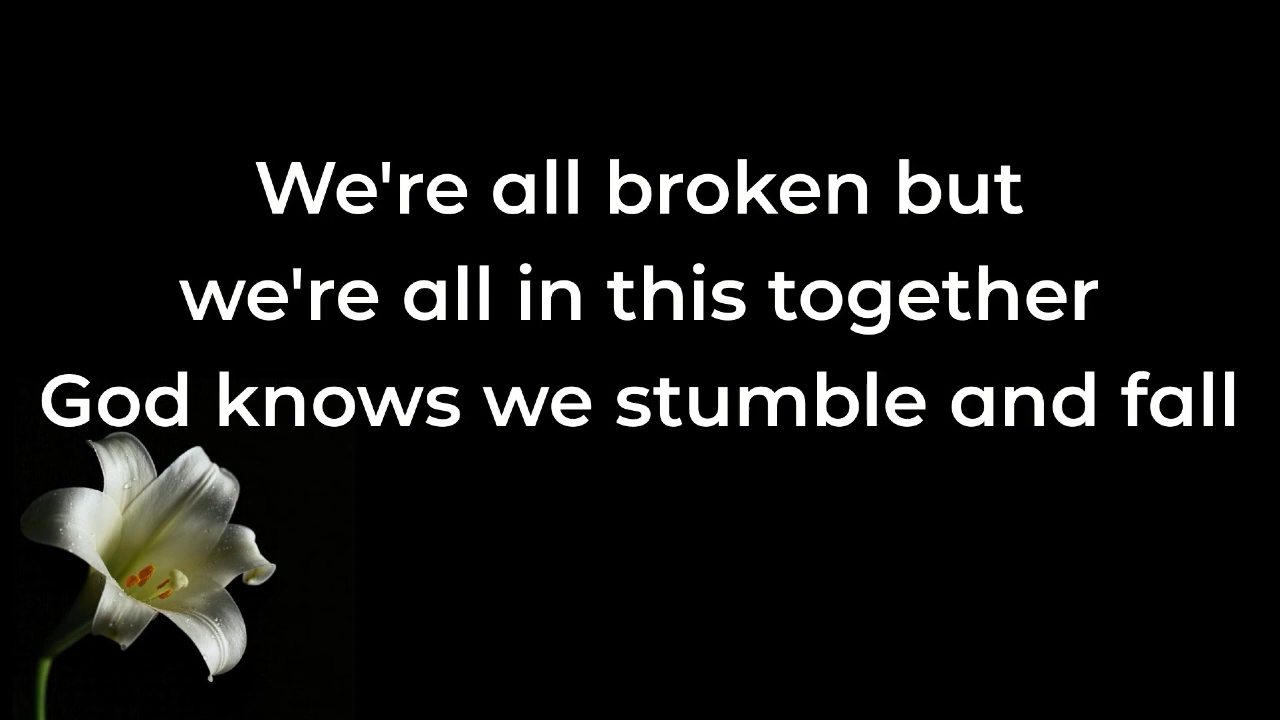 We're all broken but
we're all in this together
God knows we stumble and fall